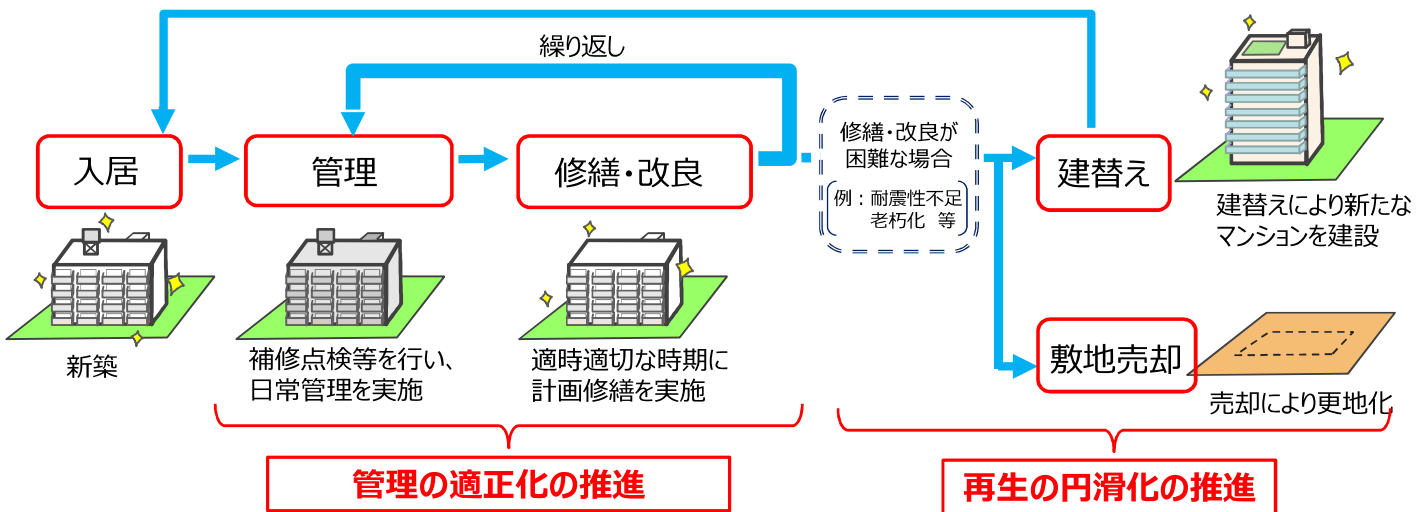 繰り返し
入居
管理
修繕・改良
修繕・改良が
困難な場合
例：耐震性不足
老朽化 等
建替え
建替えにより新たな
マンションを建設
新築
補修点検等を行い、
日常管理を実施
適時適切な時期に
計画修繕を実施
敷地売却
売却により更地化
管理の適正化の推進
再生の円滑化の推進